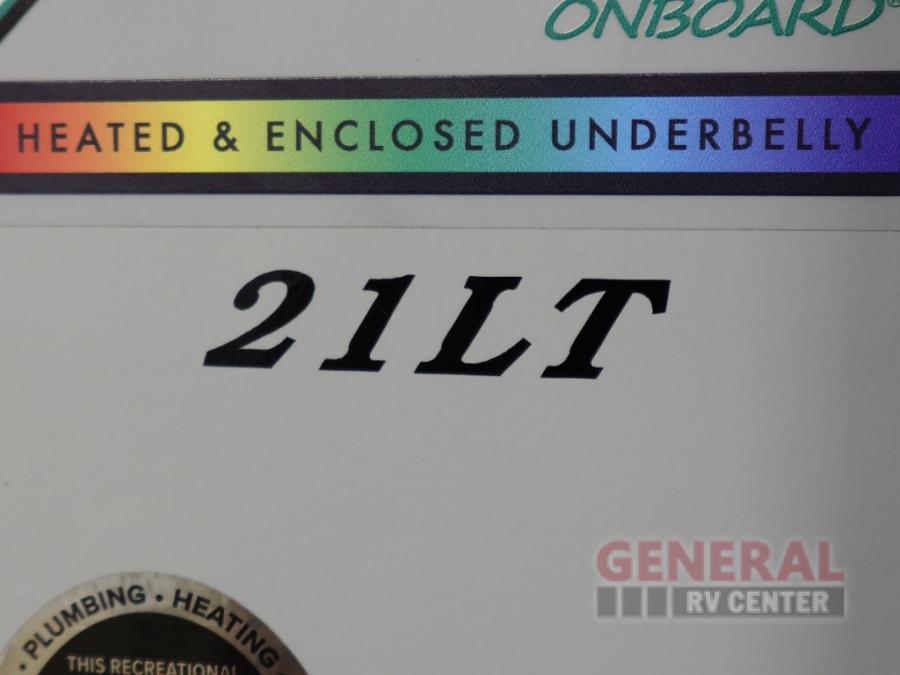 ONBOARD®
HEATED & ENCLOSED UNDERBELLY
21LT
GENERAL
RV CENTER
• PLUMBING • HEATING
THIS RECREATIONAL